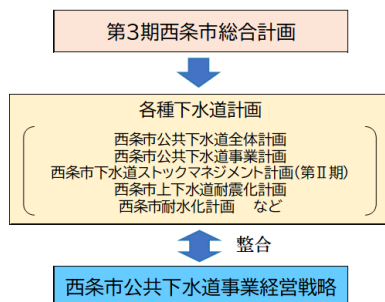 第3期西条市総合計画
各種下水道計画
西条市公共下水道全体計画
西条市公共下水道事業計画
西条市下水道ストックマネジメント計画(第Ⅱ期)
西条市上下水道耐震化計画
西条市耐水化計画　など
整合
西条市公共下水道事業経営戦略